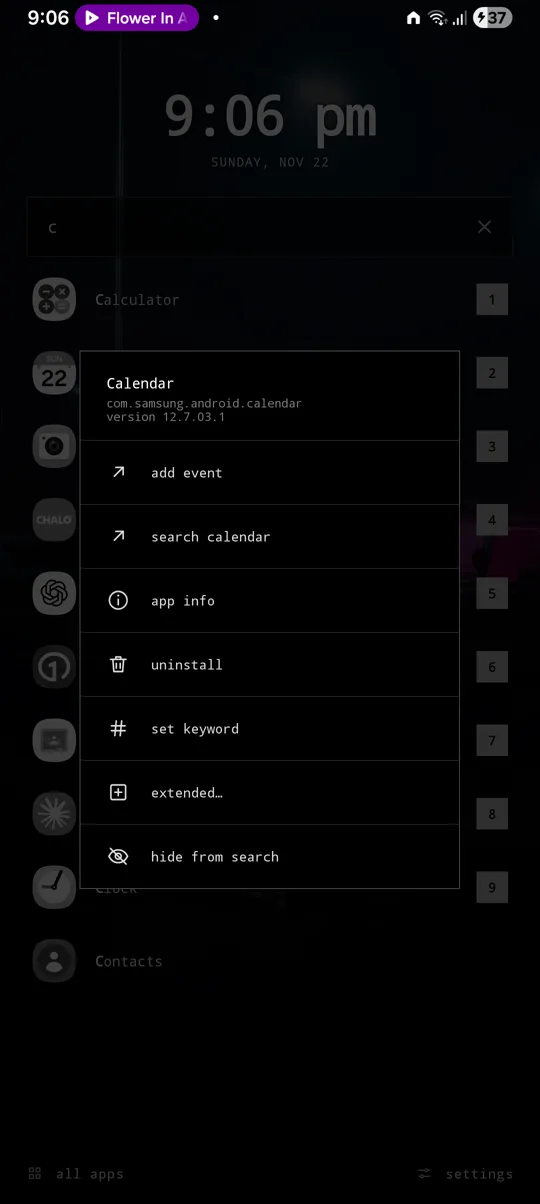 9:06
Flower In A
37
9:06 pm
SUNDAY, NOV 22
c
Calculator
1
SUN
22
2
Calendar
com.samsung.android.calendar
version 12.7.03.1
3
add event
CHALO
4
search calendar
5
app info
6
uninstall
7
set keyword
8
extended…
hide from search
Clock
9
Contacts
all apps
settings